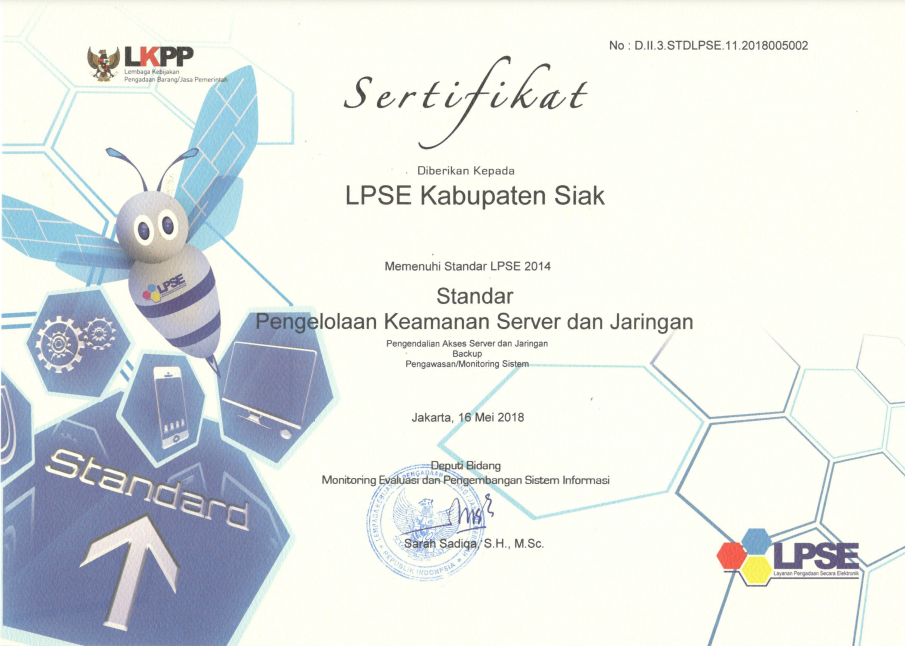 No : D.II.3.STDLPSE.11.2018005002
LKPP
Lembaga Kebijakan
Pengadaan Barang/Jasa Pemerintah
Sertifikat
Diberikan Kepada
LPSE Kabupaten Siak
LPSE
Memenuhi Standar LPSE 2014
Standar
Pengelolaan Keamanan Server dan Jaringan
Pengendalian Akses Server dan Jaringan
Backup
Pengawasan/Monitoring Sistem
Jakarta, 16 Mei 2018
Deputi Bidang
Monitoring Evaluasi dan Pengembangan Sistem Informasi
Sarah Sadiqa, S.H., M.Sc.
REPUBLIK INDONESIA
Standard
LPSE
Layanan Pengadaan Secara Elektronik